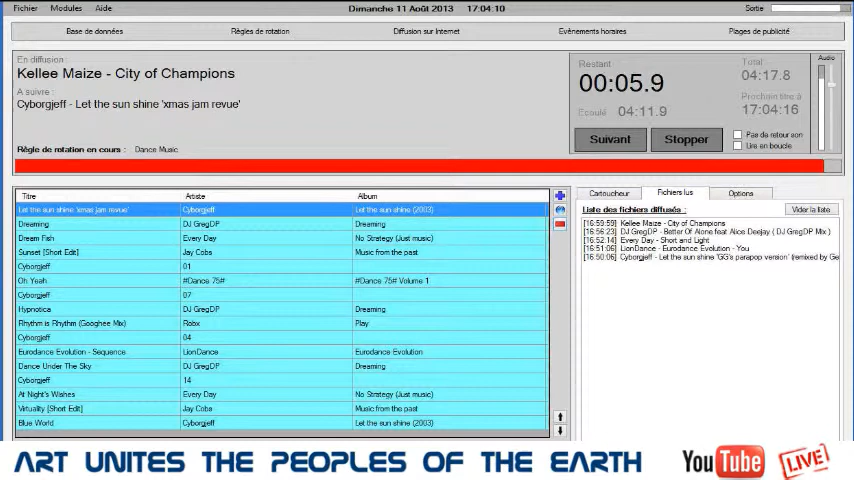 Fichier Modules Aide Dimanche 11 Août 2013 17:04:10 Sortie
Base de données Règles de rotation Diffusion sur Internet Evênements horaires Plages de publicité
En diffusion:
Kellee Maize - City of Champions
A suivre :
Cyborgjeff - Let the sun shine 'xmas jam revue'
Règle de rotation en cours : Dance Music
Restant
00:05.9
Ecoulé 04:11.9
Total
04:17.8
Prochain titre à
17:04:16
Audio
Suivant Stopper
Pas de retour son
Lire en boucle
Titre Artiste Album
Let the sun shine 'xmas jam revue' Cyborgjeff Let the sun shine (2003)
Dreaming DJ GregDP Dreaming
Dream Fish Every Day No Strategy (Just music)
Sunset [Short Edit] Jay Cobs Music from the past
Cyborgjeff 01
Oh Yeah #Dance 75# #Dance 75# Volume 1
Cyborgjeff 07
Hypnotica DJ GregDP Dreaming
Rhythm is Rhythm (Googhee Mix) Robx Play
Cyborgjeff 04
Eurodance Evolution - Sequence LionDance Eurodance Evolution
Dance Under The Sky DJ GregDP Dreaming
Cyborgjeff 14
At Night's Wishes Every Day No Strategy (Just music)
Virtuality [Short Edit] Jay Cobs Music from the past
Blue World Cyborgjeff Let the sun shine (2003)
Cartoucheur Fichiers lus Options
Liste des fichiers diffusés : Vider la liste
[16:59:59] Kellee Maize - City of Champions
[16:56:23] DJ GregDP - Better Of Alone feat Alice Deejay ( DJ GregDP Mix )
[16:52:14] Every Day - Short and Light
[16:51:06] LionDance - Eurodance Evolution - You
[16:50:06] Cyborgjeff - Let the sun shine 'GG's parapop version' (remixed by Ge
ART UNITES THE PEOPLES OF THE EARTH
YouTube LIVE